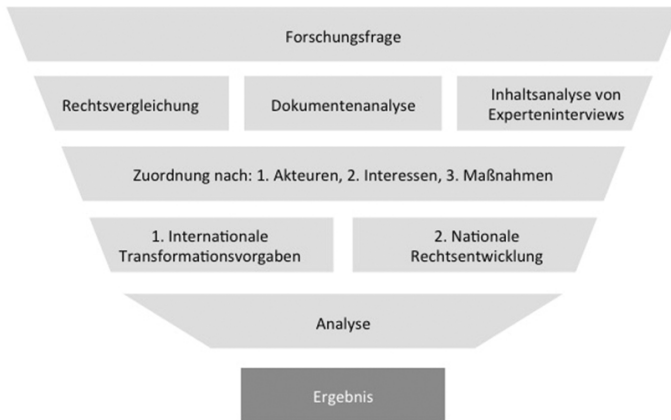 Forschungsfrage
Rechtsvergleichung
Dokumentenanalyse
Inhaltsanalyse von
Experteninterviews
Zuordnung nach: 1. Akteuren, 2. Interessen, 3. Maßnahmen
1. Internationale
Transformationsvorgaben
2. Nationale
Rechtsentwicklung
Analyse
Ergebnis